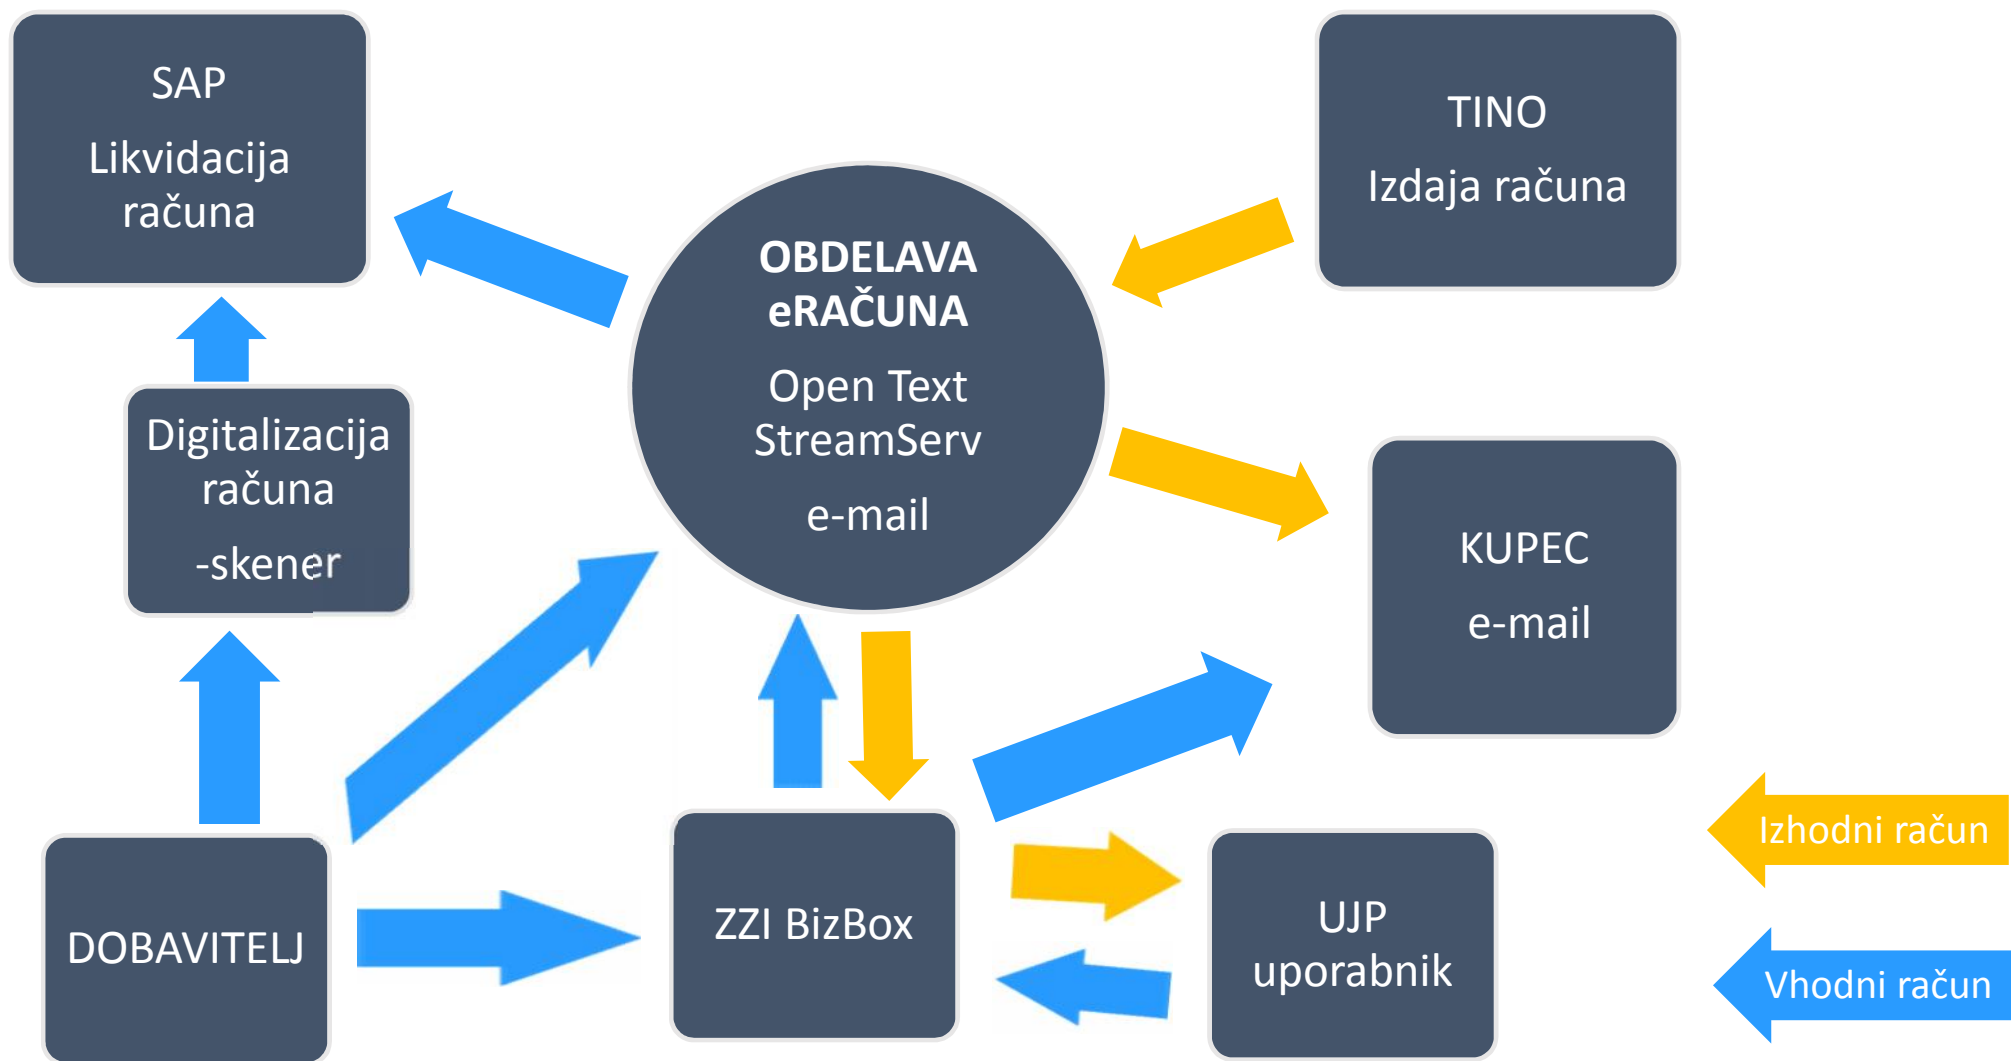 SAP
Likvidacija
računa
TINO
Izdaja računa
OBDELAVA
eRAČUNA
Open Text
StreamServ
e-mail
Digitalizacija
računa
-skener
KUPEC
e-mail
DOBAVITELJ
ZZI BizBox
UJP
uporabnik
Izhodni račun
Vhodni račun